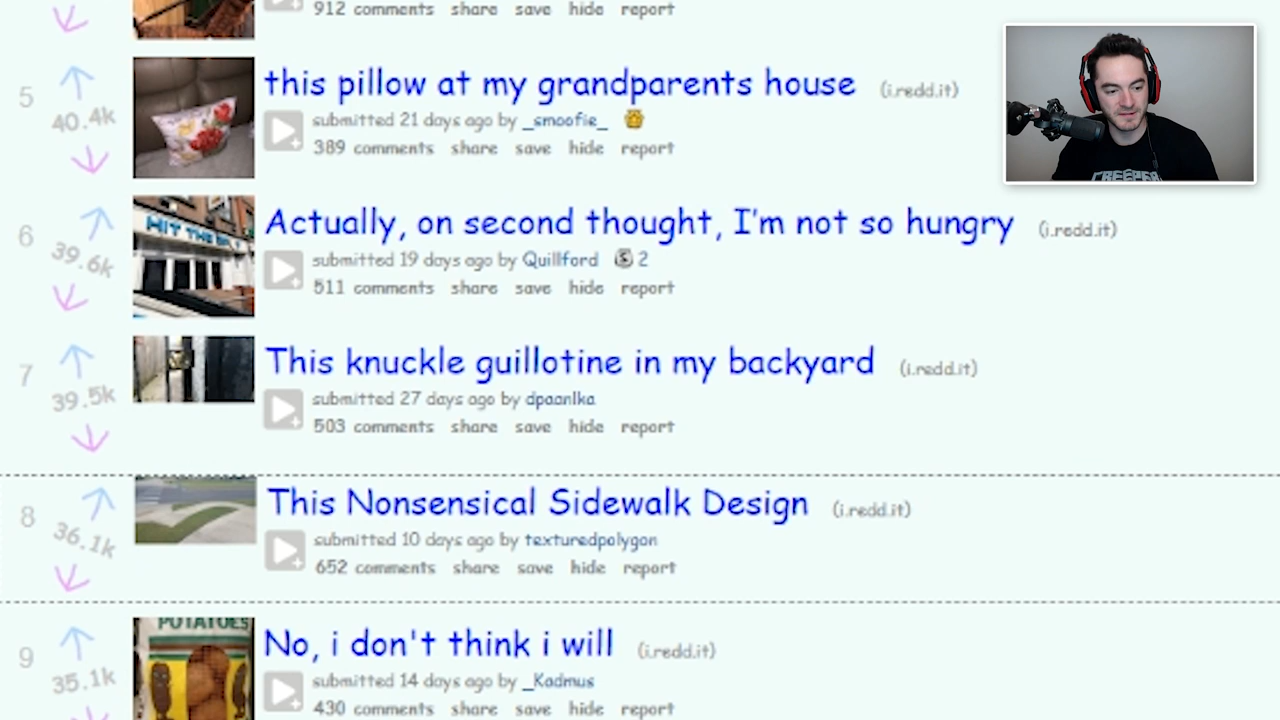 912 comments share save hide report
5
this pillow at my grandparents house (i.redd.it)
40.4k
submitted 21 days ago by _smoofie_
389 comments share save hide report
6
HIT THE
Actually, on second thought, I'm not so hungry (i.redd.it)
39.6k
submitted 19 days ago by Quillford 2
511 comments share save hide report
7
This knuckle guillotine in my backyard (i.redd.it)
39.5k
submitted 27 days ago by dpaanlka
503 comments share save hide report
8
This Nonsensical Sidewalk Design (i.redd.it)
36.1k
submitted 10 days ago by texturedpolygon
652 comments share save hide report
9
POTATOES
No, i don't think i will (i.redd.it)
35.1k
submitted 14 days ago by _Kadmus
430 comments share save hide report
CREEPER